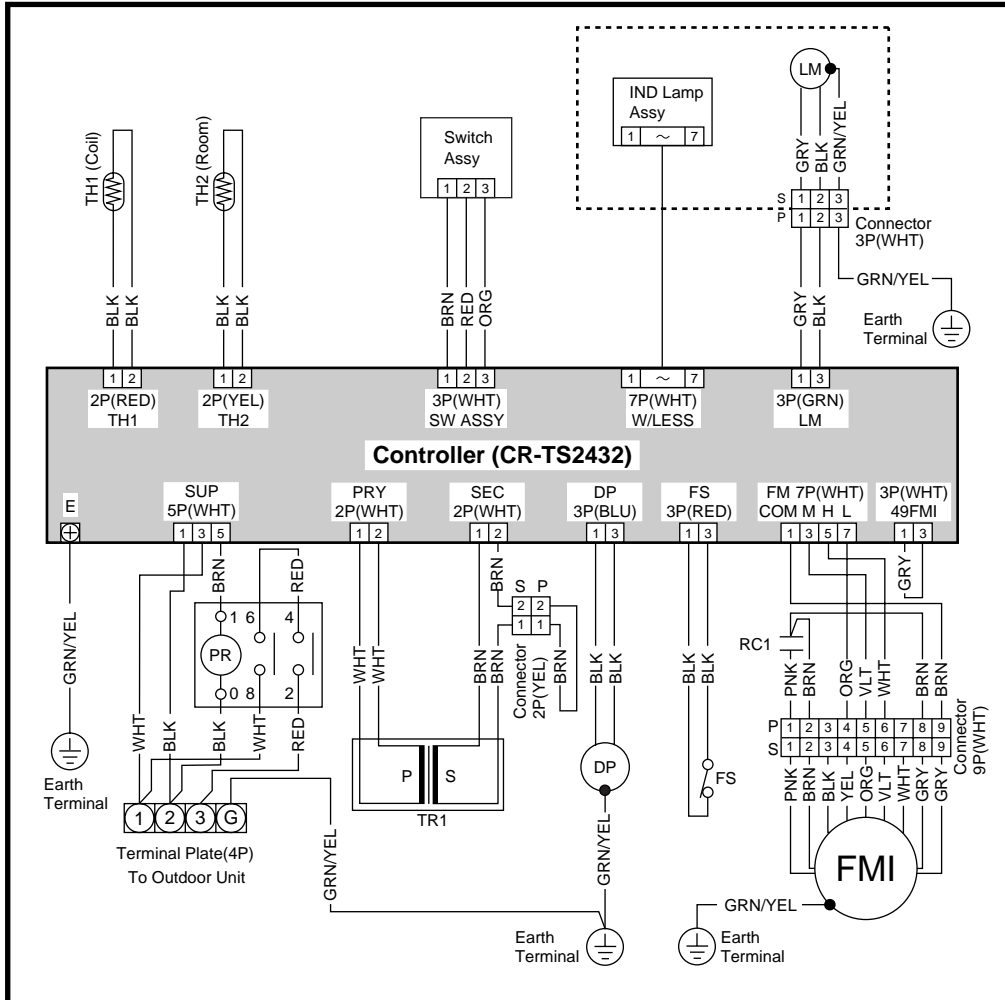 LM
IND Lamp
Assy
1 ~ 7
TH1 (Coil)
TH2 (Room)
Switch
Assy
1 2 3
GRY
BLK
GRN/YEL
S 1 2 3
P 1 2 3
Connector
3P(WHT)
GRN/YEL
Earth
Terminal
BLK
BLK
BLK
BLK
BRN
RED
ORG
GRY
BLK
1 2
1 2
1 2 3
1 ~ 7
1 3
2P(RED)
TH1
2P(YEL)
TH2
3P(WHT)
SW ASSY
7P(WHT)
W/LESS
3P(GRN)
LM
Controller (CR-TS2432)
E
SUP
5P(WHT)
PRY
2P(WHT)
SEC
2P(WHT)
DP
3P(BLU)
FS
3P(RED)
FM 7P(WHT)
COM M H L
3P(WHT)
49FMI
1 3 5
1 2
1 2
1 3
1 3
1 3 5 7
1 3
GRN/YEL
Earth
Terminal
WHT
BLK
BRN
RED
1 6 4
PR
0 8 2
BLK
WHT
RED
1 2 3 G
Terminal Plate(4P)
To Outdoor Unit
WHT
WHT
BRN
BRN
BRN
S P
2 2
1 1
BRN
Connector
2P(YEL)
P S
TR1
GRN/YEL
BLK
BLK
DP
GRN/YEL
Earth
Terminal
BLK
BLK
FS
GRY
RC1
PNK
BRN
ORG
VLT
WHT
BRN
BRN
P 1 2 3 4 5 6 7 8 9
S 1 2 3 4 5 6 7 8 9
Connector
9P(WHT)
PNK
BRN
BLK
YEL
ORG
VLT
WHT
GRY
GRY
FMI
GRN/YEL
Earth
Terminal